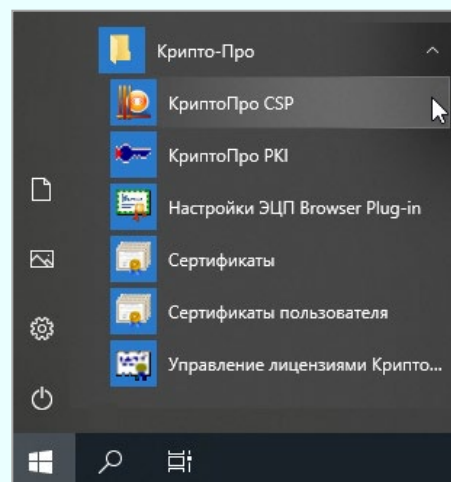 Крипто-Про
КриптоПро CSP
КриптоПро PKI
Настройки ЭЦП Browser Plug-in
Сертификаты
Сертификаты пользователя
Управление лицензиями Крипто...